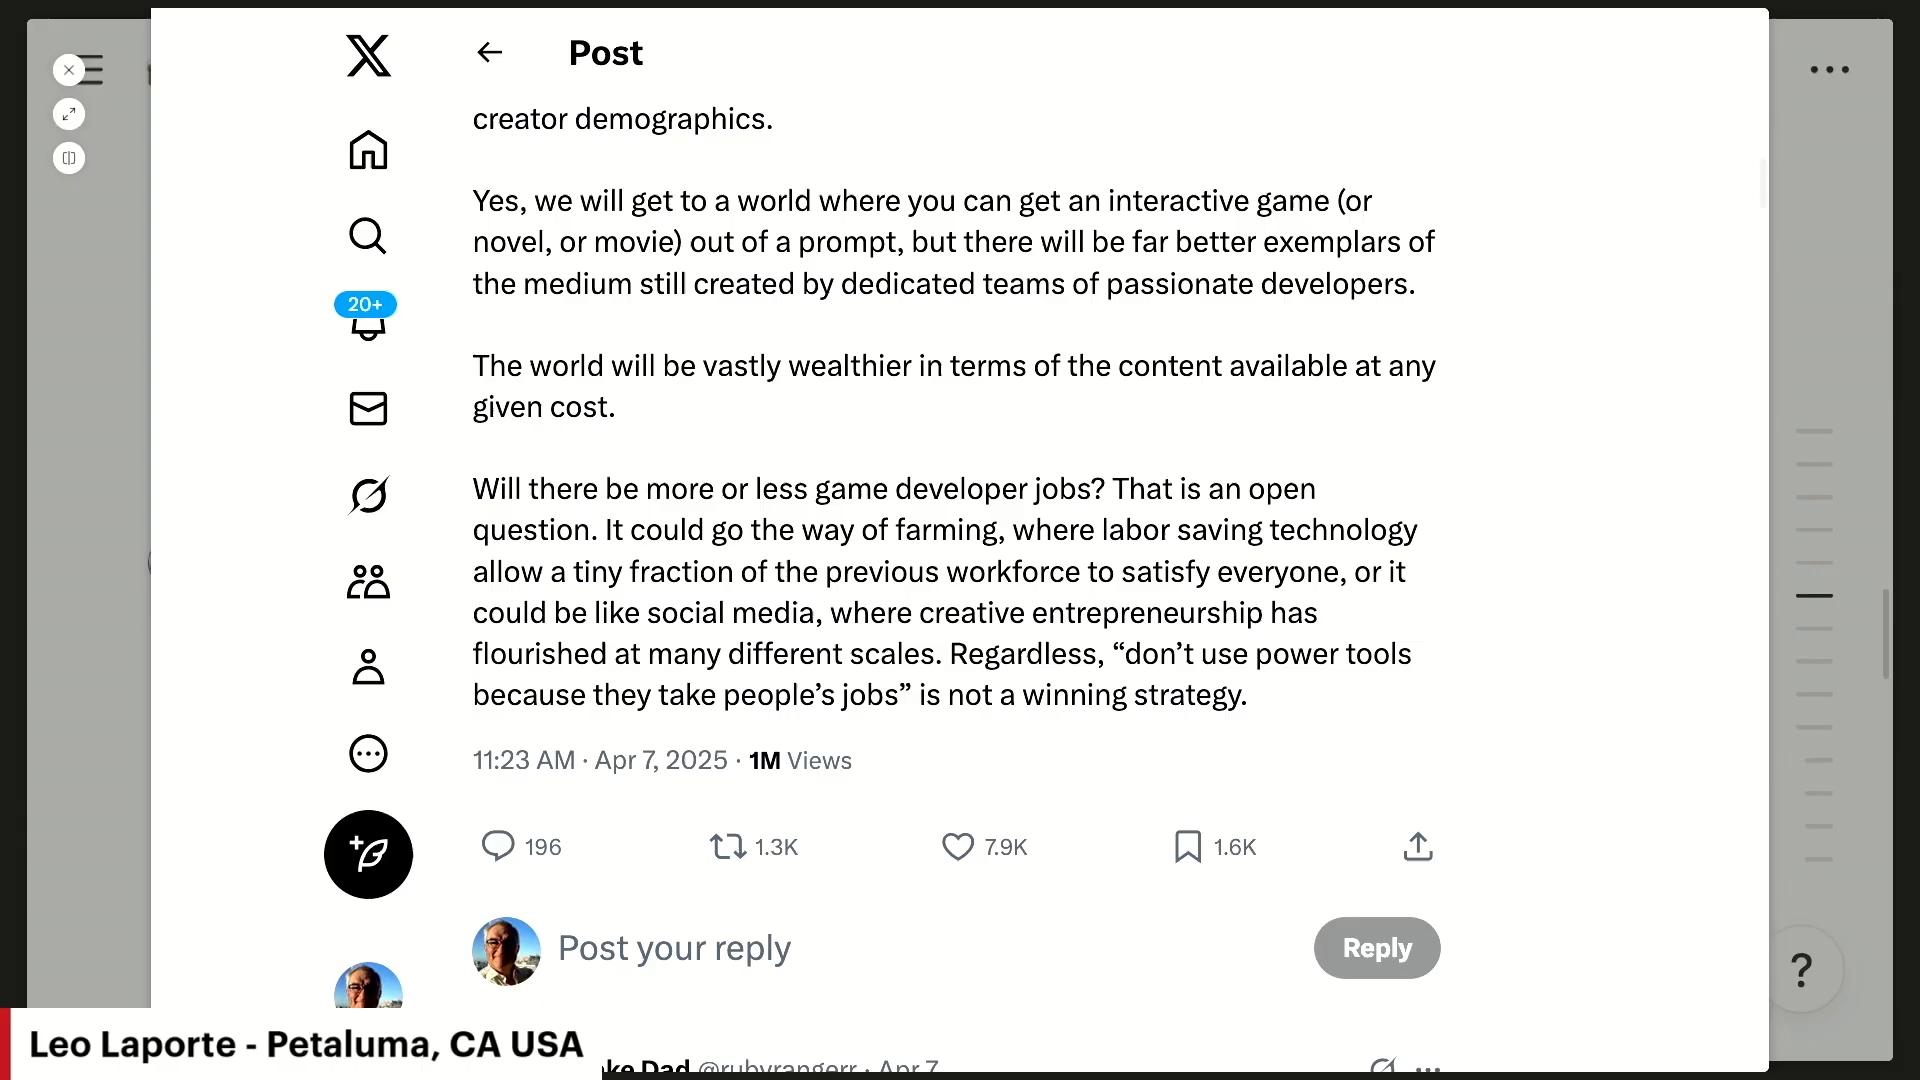 Post
creator demographics.
Yes, we will get to a world where you can get an interactive game (or
novel, or movie) out of a prompt, but there will be far better exemplars of
the medium still created by dedicated teams of passionate developers.
20+
The world will be vastly wealthier in terms of the content available at any
given cost.
Will there be more or less game developer jobs? That is an open
question. It could go the way of farming, where labor saving technology
allow a tiny fraction of the previous workforce to satisfy everyone, or it
could be like social media, where creative entrepreneurship has
flourished at many different scales. Regardless, “don’t use power tools
because they take people’s jobs” is not a winning strategy.
11:23 AM · Apr 7, 2025 · 1M Views
196 1.3K 7.9K 1.6K
Post your reply
Reply
?
Leo Laporte - Petaluma, CA USA
Dad @rubyrangerr · Apr 7